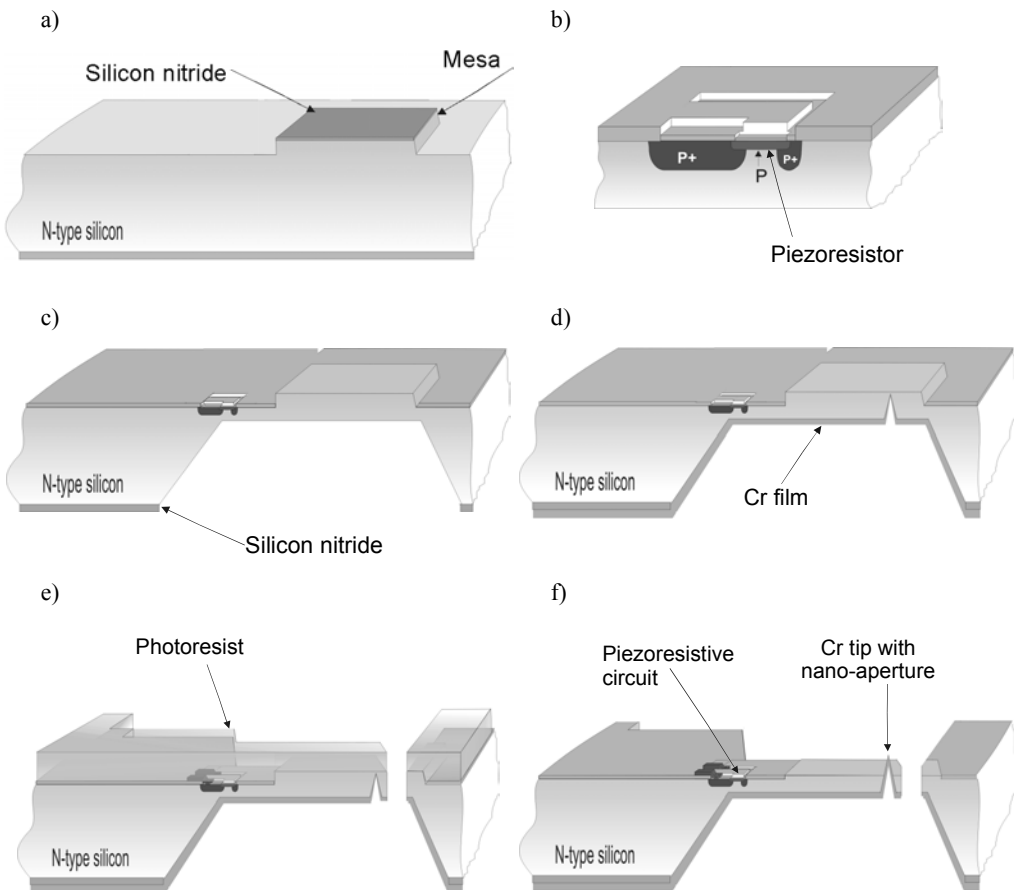 a)
Silicon nitride
Mesa
N-type silicon
b)
P+
P
P+
Piezoresistor
c)
N-type silicon
Silicon nitride
d)
N-type silicon
Cr film
e)
Photoresist
N-type silicon
f)
Piezoresistive
circuit
Cr tip with
nano-aperture
N-type silicon